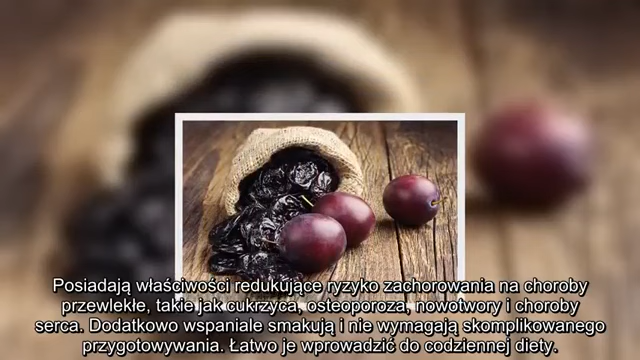 Posiadają właściwości redukujące ryzyko zachorowania na choroby
przewlekłe, takie jak cukrzyca, osteoporoza, nowotwory i choroby
serca. Dodatkowo wspaniale smakują i nie wymagają skomplikowanego
przygotowywania. Łatwo je wprowadzić do codziennej diety.